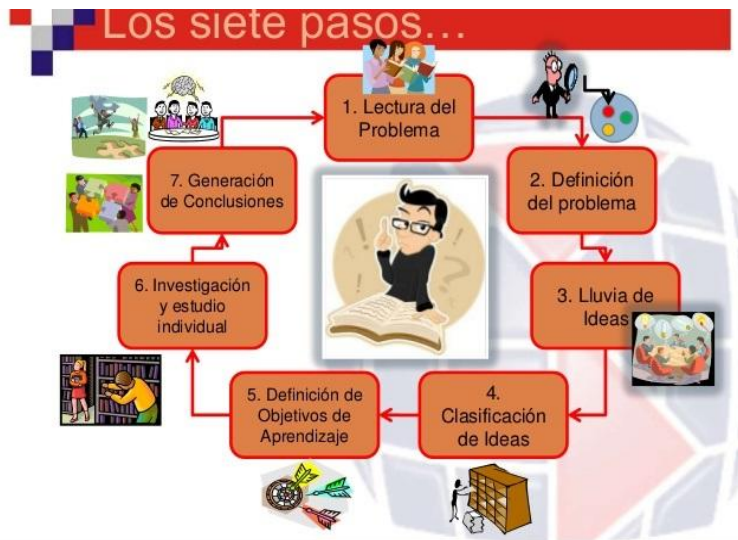 Los siete pasos...
1. Lectura del
Problema
2. Definición
del problema
3. Lluvia de
Ideas
4.
Clasificación
de Ideas
5. Definición de
Objetivos de
Aprendizaje
6. Investigación
y estudio
individual
7. Generación
de Conclusiones